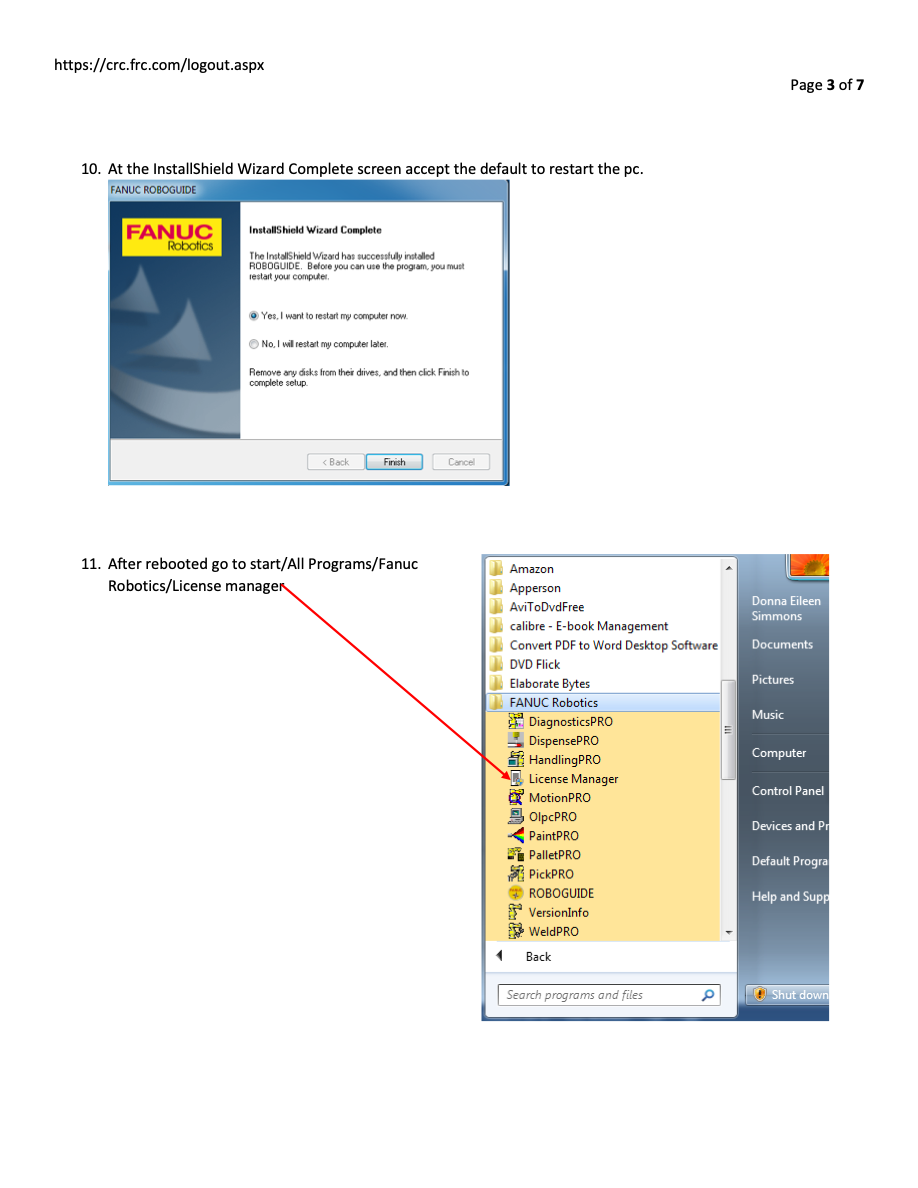 https://crc.frc.com/logout.aspx
Page 3 of 7
10. At the InstallShield Wizard Complete screen accept the default to restart the pc.
FANUC ROBOGUIDE
FANUC
Robotics
InstallShield Wizard Complete
The InstallShield Wizard has successfully installed
ROBOGUIDE. Before you can use the program, you must
restart your computer.
Yes, I want to restart my computer now.
No, I will restart my computer later.
Remove any disks from their drives, and then click Finish to
complete setup.
< Back
Finish
Cancel
11. After rebooted go to start/All Programs/Fanuc
Robotics/License manager
Amazon
Apperson
AviToDvdFree
calibre - E-book Management
Convert PDF to Word Desktop Software
DVD Flick
Elaborate Bytes
FANUC Robotics
DiagnosticsPRO
DispensePRO
HandlingPRO
License Manager
MotionPRO
OlpcPRO
PaintPRO
PalletPRO
PickPRO
ROBOGUIDE
VersionInfo
WeldPRO
Back
Search programs and files
Donna Eileen
Simmons
Documents
Pictures
Music
Computer
Control Panel
Devices and Pr
Default Progra
Help and Supp
Shut down